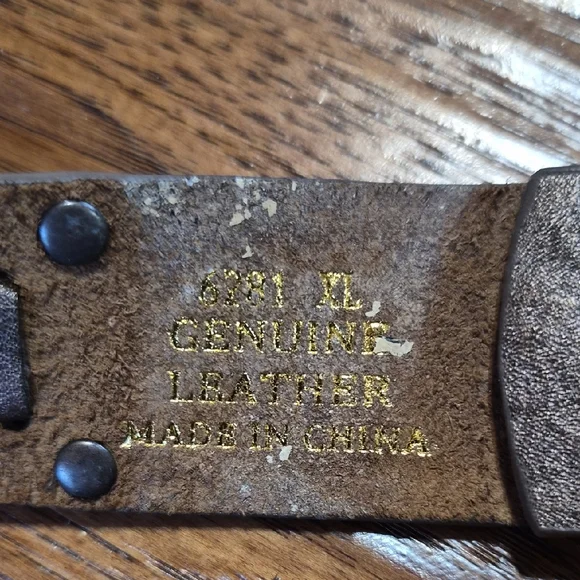 6281 XL
GENUINE
LEATHER
MADE IN CHINA